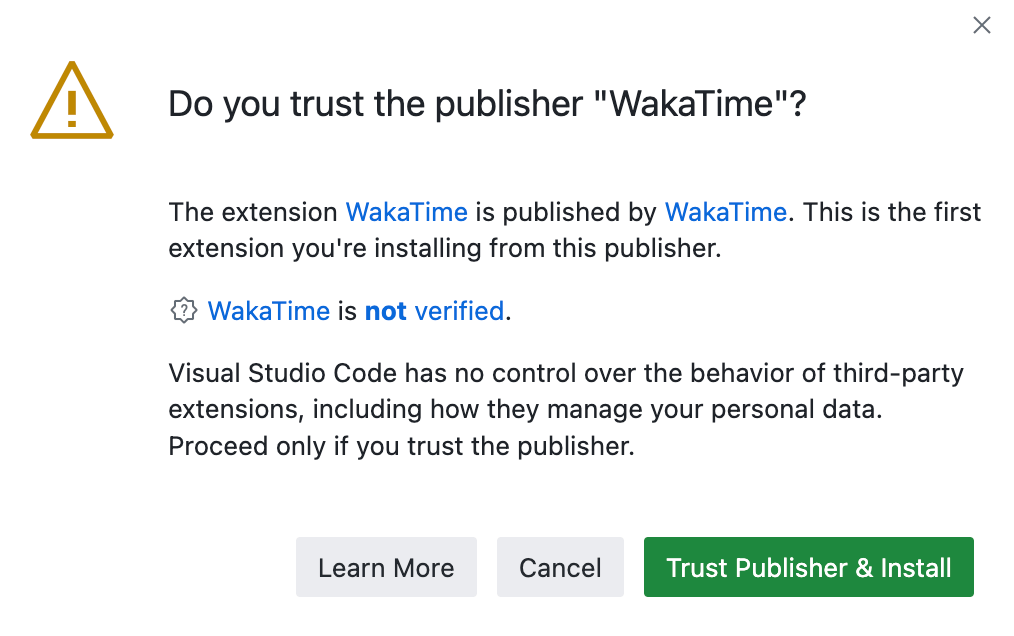 Do you trust the publisher "WakaTime"?
The extension WakaTime is published by WakaTime. This is the first
extension you're installing from this publisher.
WakaTime is not verified.
Visual Studio Code has no control over the behavior of third-party
extensions, including how they manage your personal data.
Proceed only if you trust the publisher.
Learn More Cancel Trust Publisher & Install